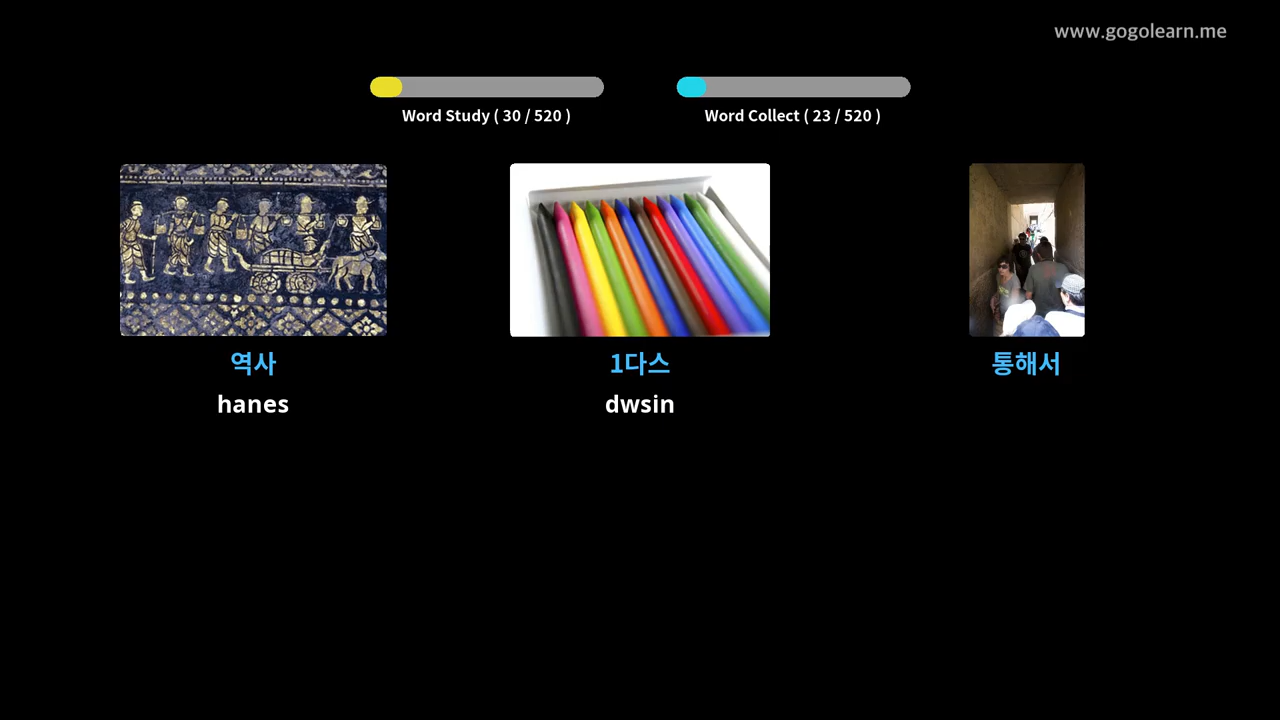 www.gogolearn.me
Word Study ( 30 / 520 )
Word Collect ( 23 / 520 )
역사
1다스
통해서
hanes
dwsin